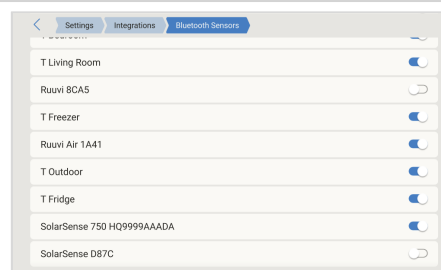 Settings
Integrations
Bluetooth Sensors
T Bedroom
T Living Room
Ruuvi 8CA5
T Freezer
Ruuvi Air 1A41
T Outdoor
T Fridge
SolarSense 750 HQ9999AAADA
SolarSense D87C